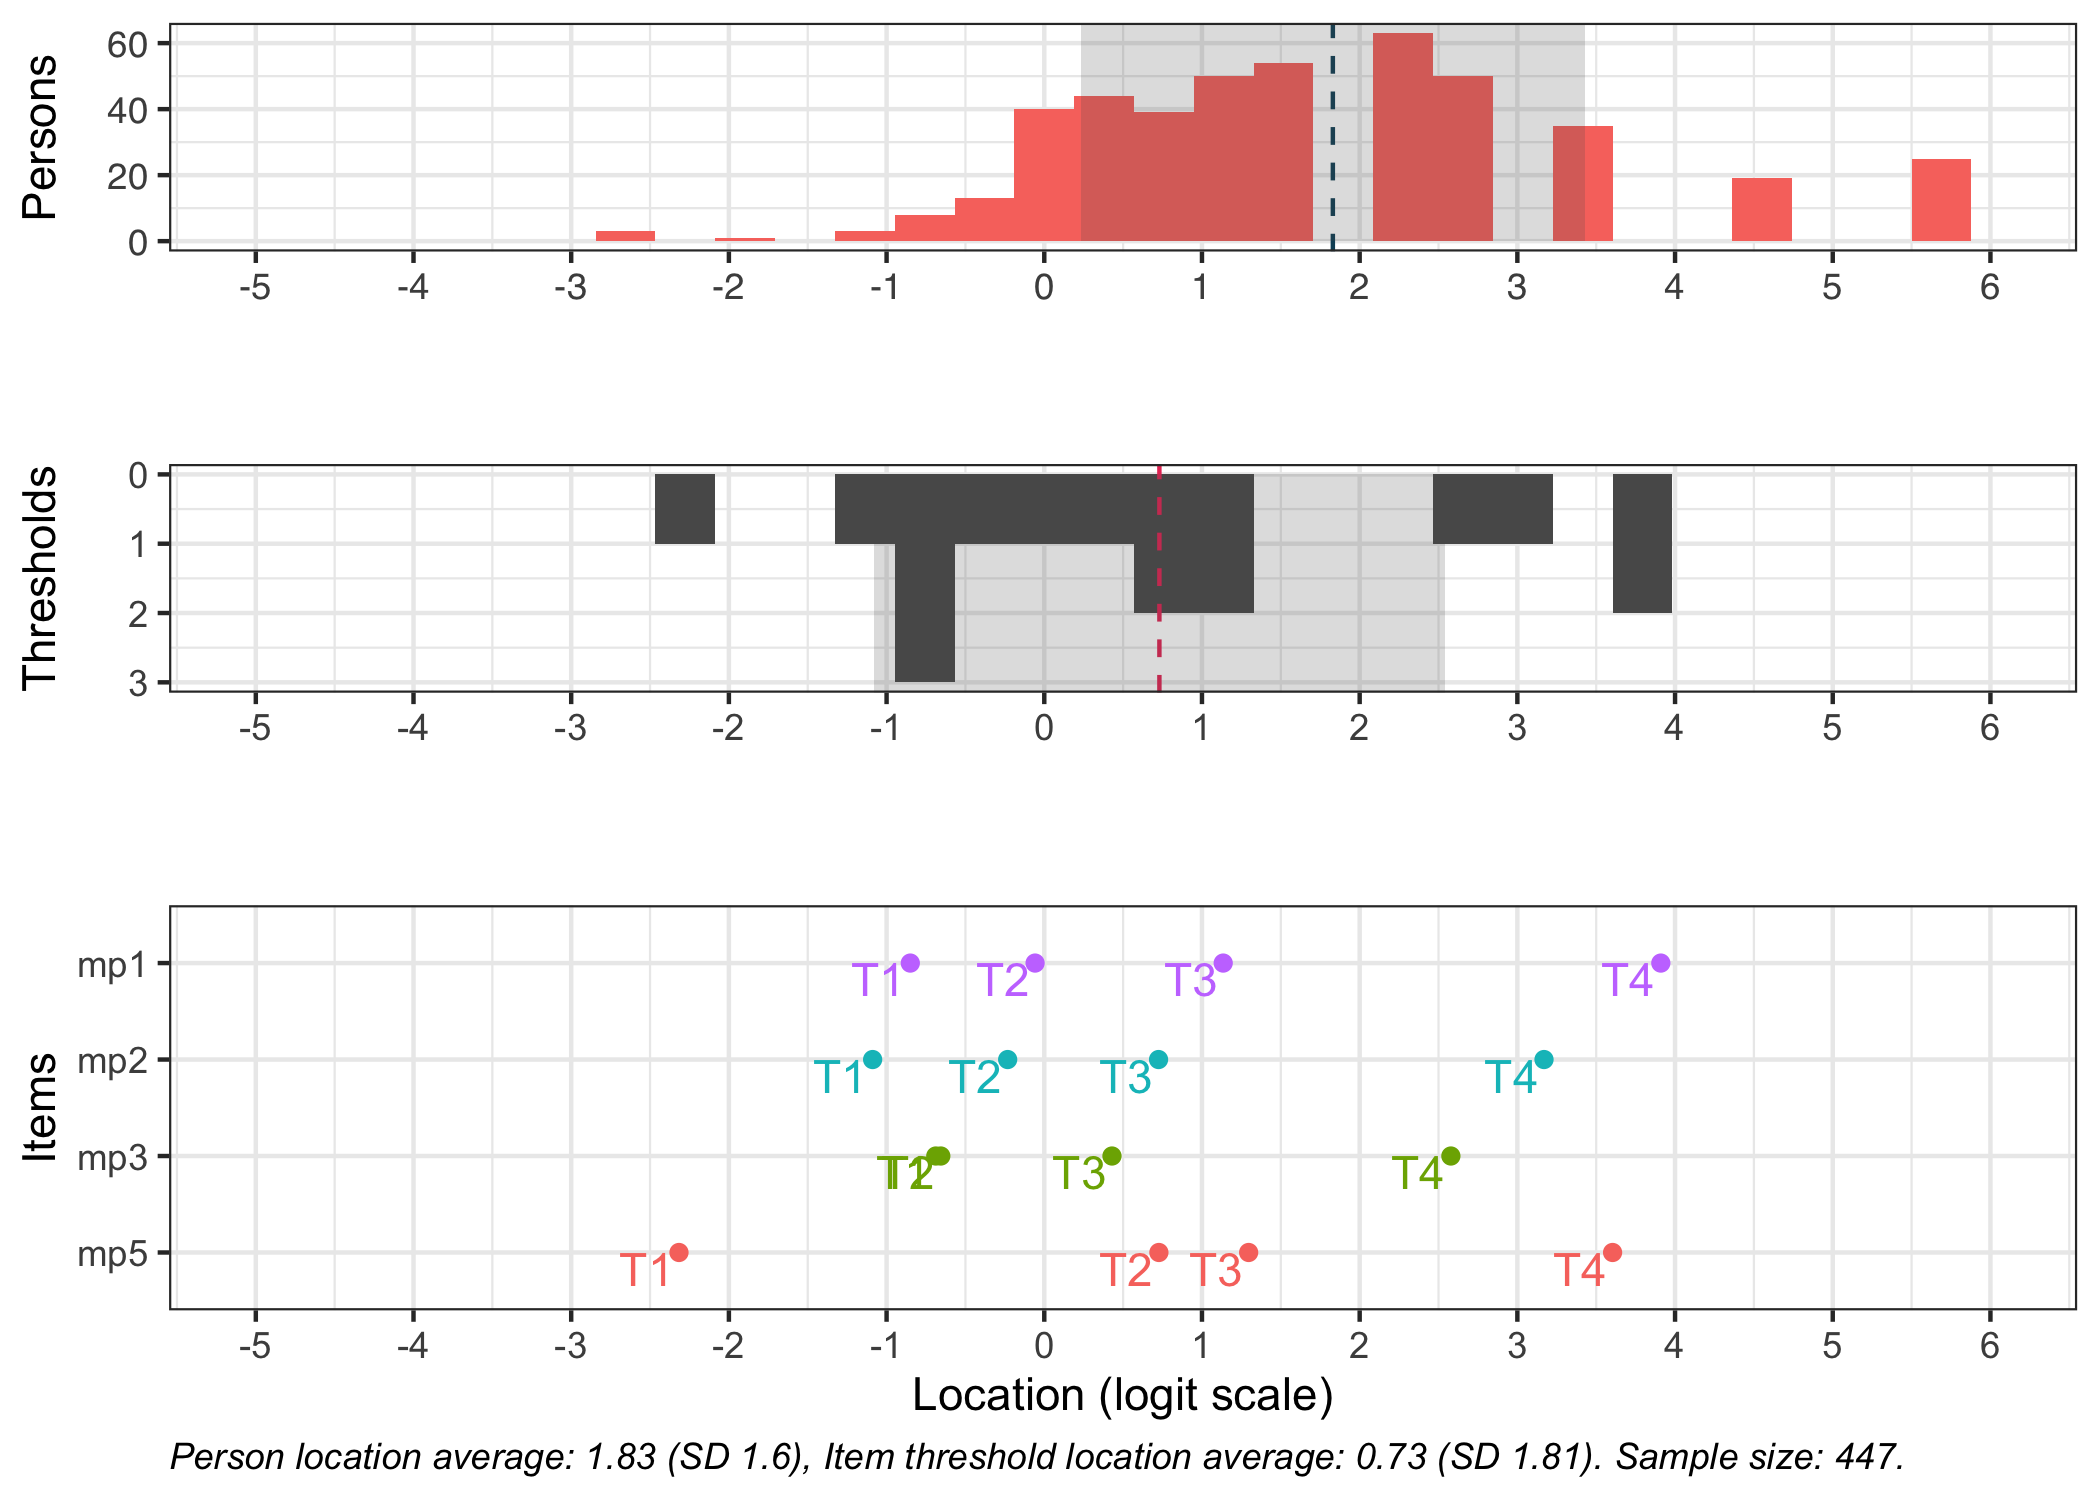 Persons
60
40
20
0
-5 -4 -3 -2 -1 0 1 2 3 4 5 6
Thresholds
0
1
2
3
-5 -4 -3 -2 -1 0 1 2 3 4 5 6
Items
mp1 T1 T2 T3 T4
mp2 T1 T2 T3 T4
mp3 T1 T2 T3 T4
mp5 T1 T2 T3 T4
-5 -4 -3 -2 -1 0 1 2 3 4 5 6
Location (logit scale)
Person location average: 1.83 (SD 1.6), Item threshold location average: 0.73 (SD 1.81). Sample size: 447.